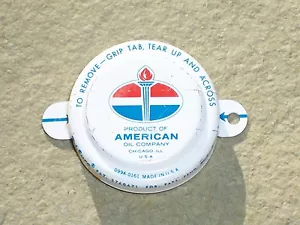 TO REMOVE—GRIP TAB, TEAR UP AND ACROSS
PRODUCT OF
AMERICAN
OIL COMPANY
CHICAGO, ILL
U.S.A.
MADE IN U.S.A.